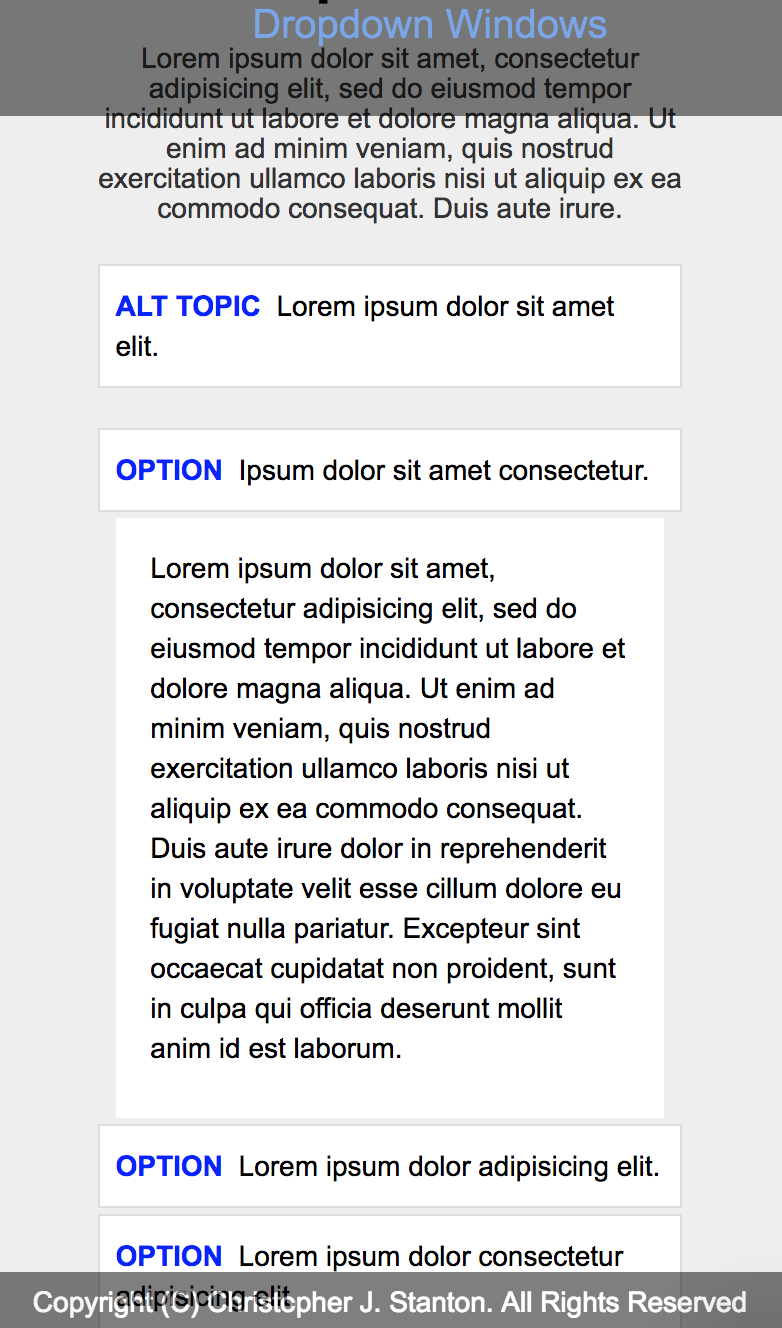 Dropdown Windows
Lorem ipsum dolor sit amet, consectetur
adipisicing elit, sed do eiusmod tempor
incididunt ut labore et dolore magna aliqua. Ut
enim ad minim veniam, quis nostrud
exercitation ullamco laboris nisi ut aliquip ex ea
commodo consequat. Duis aute irure.
ALT TOPIC Lorem ipsum dolor sit amet
elit.
OPTION Ipsum dolor sit amet consectetur.
Lorem ipsum dolor sit amet,
consectetur adipisicing elit, sed do
eiusmod tempor incididunt ut labore et
dolore magna aliqua. Ut enim ad
minim veniam, quis nostrud
exercitation ullamco laboris nisi ut
aliquip ex ea commodo consequat.
Duis aute irure dolor in reprehenderit
in voluptate velit esse cillum dolore eu
fugiat nulla pariatur. Excepteur sint
occaecat cupidatat non proident, sunt
in culpa qui officia deserunt mollit
anim id est laborum.
OPTION Lorem ipsum dolor adipisicing elit.
OPTION Lorem ipsum dolor consectetur
adipisicing elit.
Copyright (C) Christopher J. Stanton. All Rights Reserved